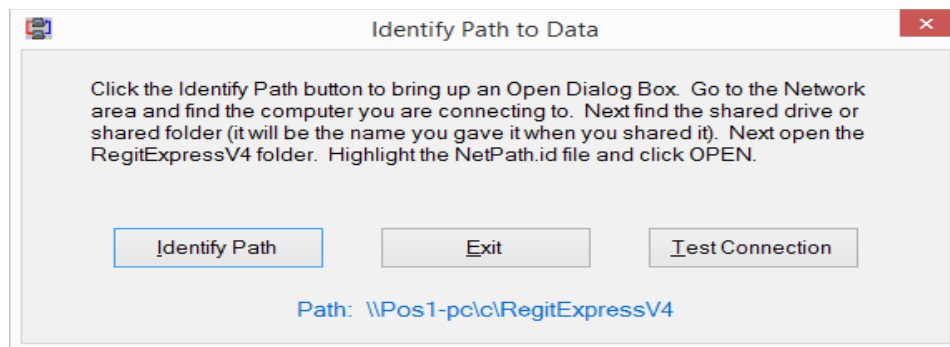 Identify Path to Data
Click the Identify Path button to bring up an Open Dialog Box. Go to the Network
area and find the computer you are connecting to. Next find the shared drive or
shared folder (it will be the name you gave it when you shared it). Next open the
RegitExpressV4 folder. Highlight the NetPath.id file and click OPEN.
Identify Path
Exit
Test Connection
Path: \\Pos1-pc\c\RegitExpressV4